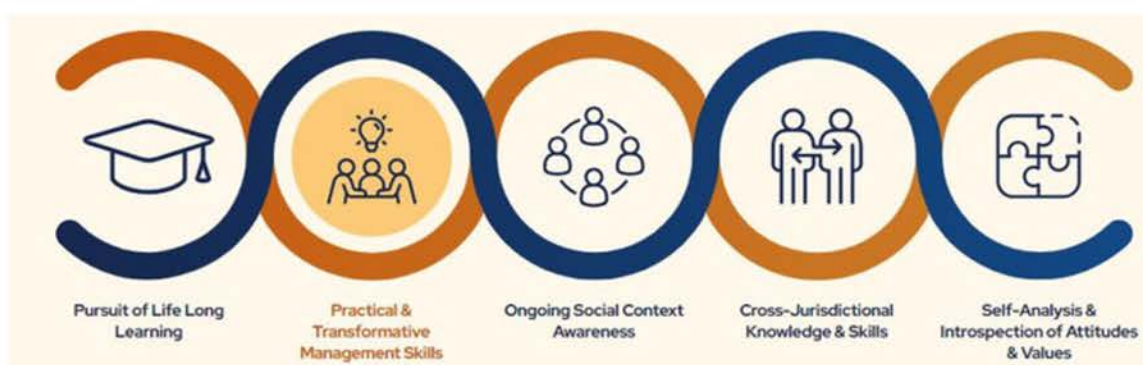 Pursuit of Life Long
Learning
Practical &
Transformative
Management Skills
Ongoing Social Context
Awareness
Cross-Jurisdictional
Knowledge & Skills
Self-Analysis &
Introspection of Attitudes
& Values